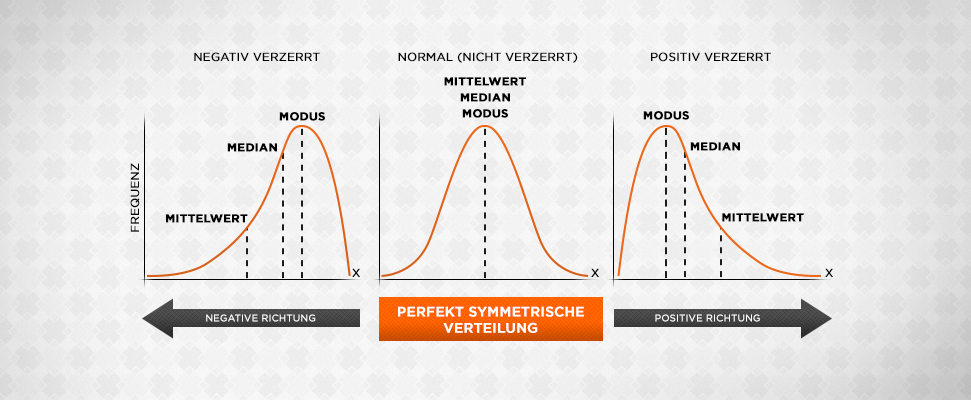 NEGATIV VERZERRT
NORMAL (NICHT VERZERRT)
POSITIV VERZERRT
FREQUENZ
MODUS
MEDIAN
MITTELWERT
X
MITTELWERT
MEDIAN
MODUS
X
MODUS
MEDIAN
MITTELWERT
X
NEGATIVE RICHTUNG
PERFEKT SYMMETRISCHE
VERTEILUNG
POSITIVE RICHTUNG